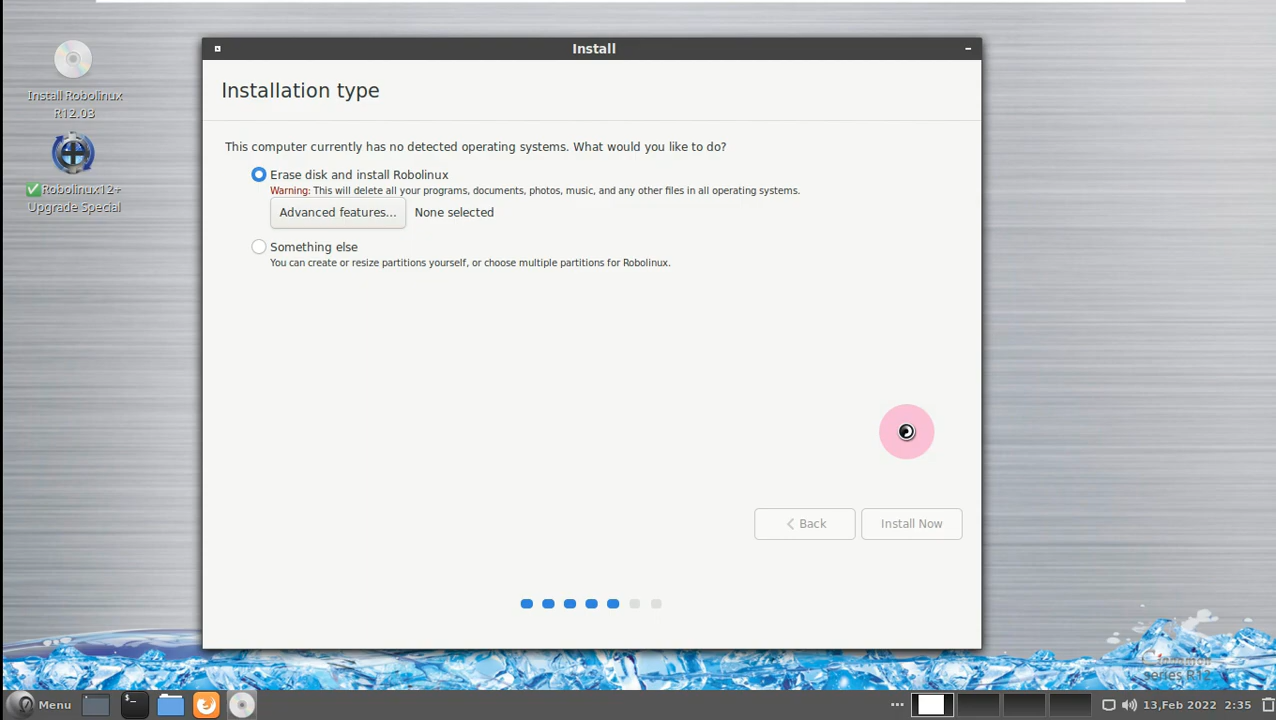 Install
Install Robolinux
R12.03
Robolinux12+
Upgrade Special
Installation type
This computer currently has no detected operating systems. What would you like to do?
Erase disk and install Robolinux
Warning: This will delete all your programs, documents, photos, music, and any other files in all operating systems.
Advanced features... None selected
Something else
You can create or resize partitions yourself, or choose multiple partitions for Robolinux.
Back Install Now
series R12
Menu 13,Feb 2022 2:35